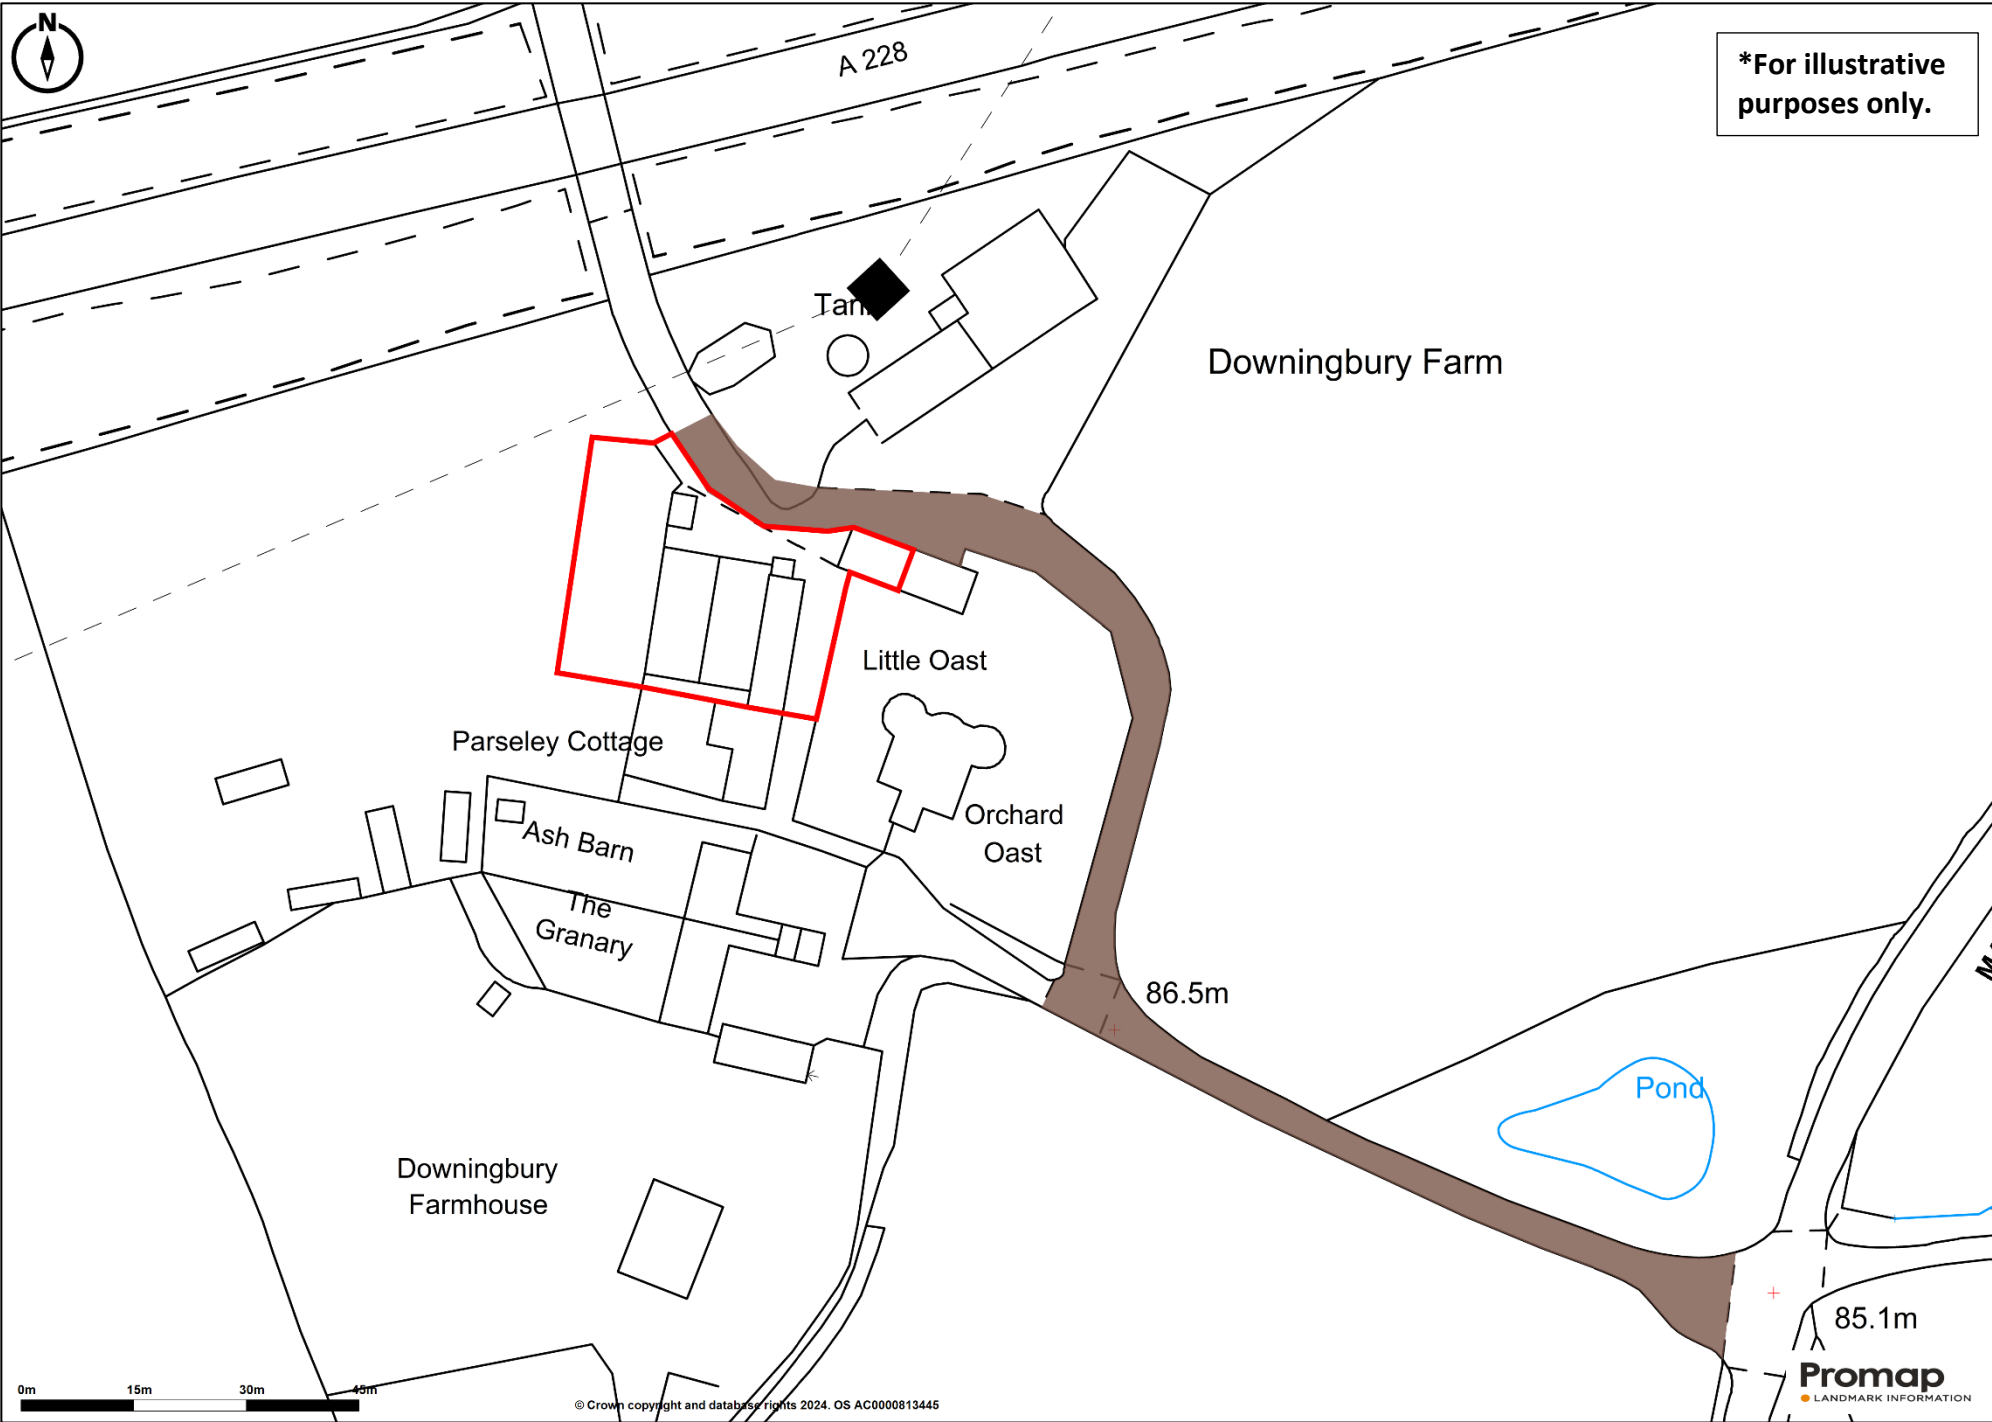 N
A 228
*For illustrative
purposes only.
Downingbury Farm
Little Oast
Parseley Cottage
Orchard
Oast
Ash Barn
The
Granary
86.5m
Pond
Downingbury
Farmhouse
85.1m
0m 15m 30m 45m
© Crown copyright and database rights 2024. OS AC0000813445
Promap
LANDMARK INFORMATION